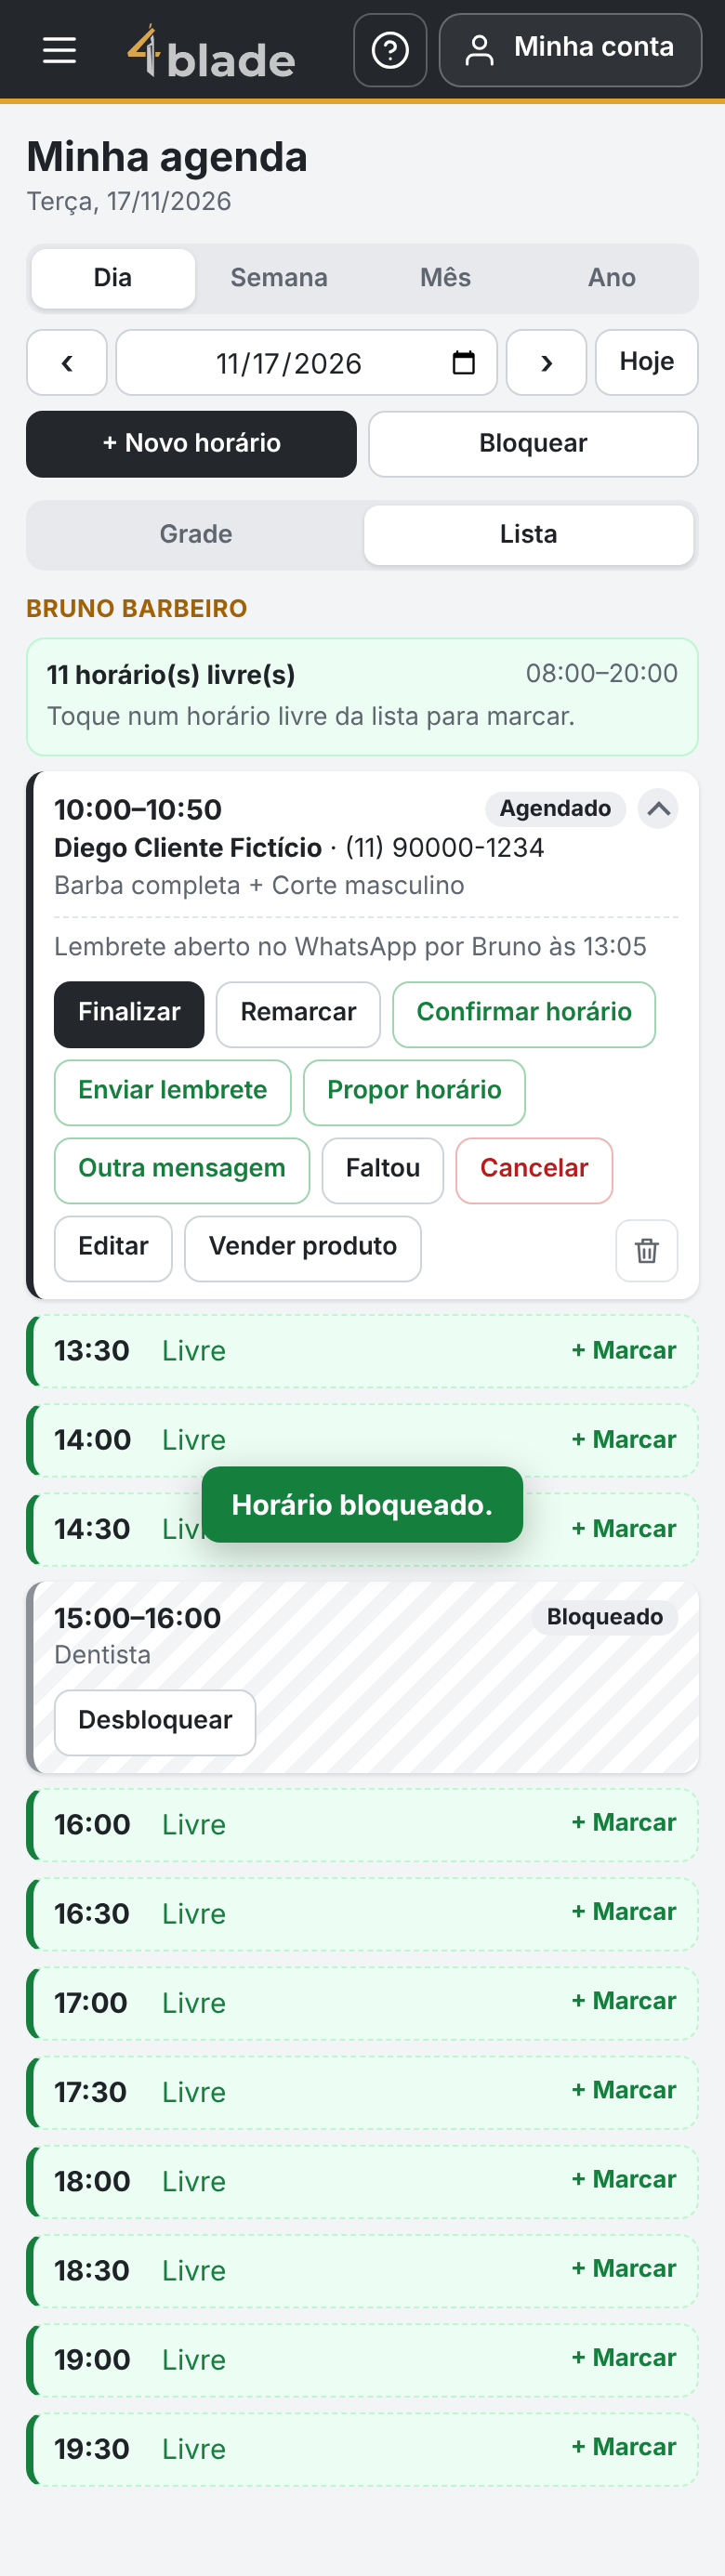 4blade
Minha conta
Minha agenda
Terça, 17/11/2026
Dia Semana Mês Ano
‹ 11/17/2026 › Hoje
+ Novo horário Bloquear
Grade Lista
BRUNO BARBEIRO
11 horário(s) livre(s) 08:00–20:00
Toque num horário livre da lista para marcar.
10:00–10:50 Agendado
Diego Cliente Fictício · (11) 90000-1234
Barba completa + Corte masculino
Lembrete aberto no WhatsApp por Bruno às 13:05
Finalizar Remarcar Confirmar horário
Enviar lembrete Propor horário
Outra mensagem Faltou Cancelar
Editar Vender produto
13:30 Livre + Marcar
14:00 Livre + Marcar
Horário bloqueado.
14:30 + Marcar
15:00–16:00 Bloqueado
Dentista
Desbloquear
16:00 Livre + Marcar
16:30 Livre + Marcar
17:00 Livre + Marcar
17:30 Livre + Marcar
18:00 Livre + Marcar
18:30 Livre + Marcar
19:00 Livre + Marcar
19:30 Livre + Marcar